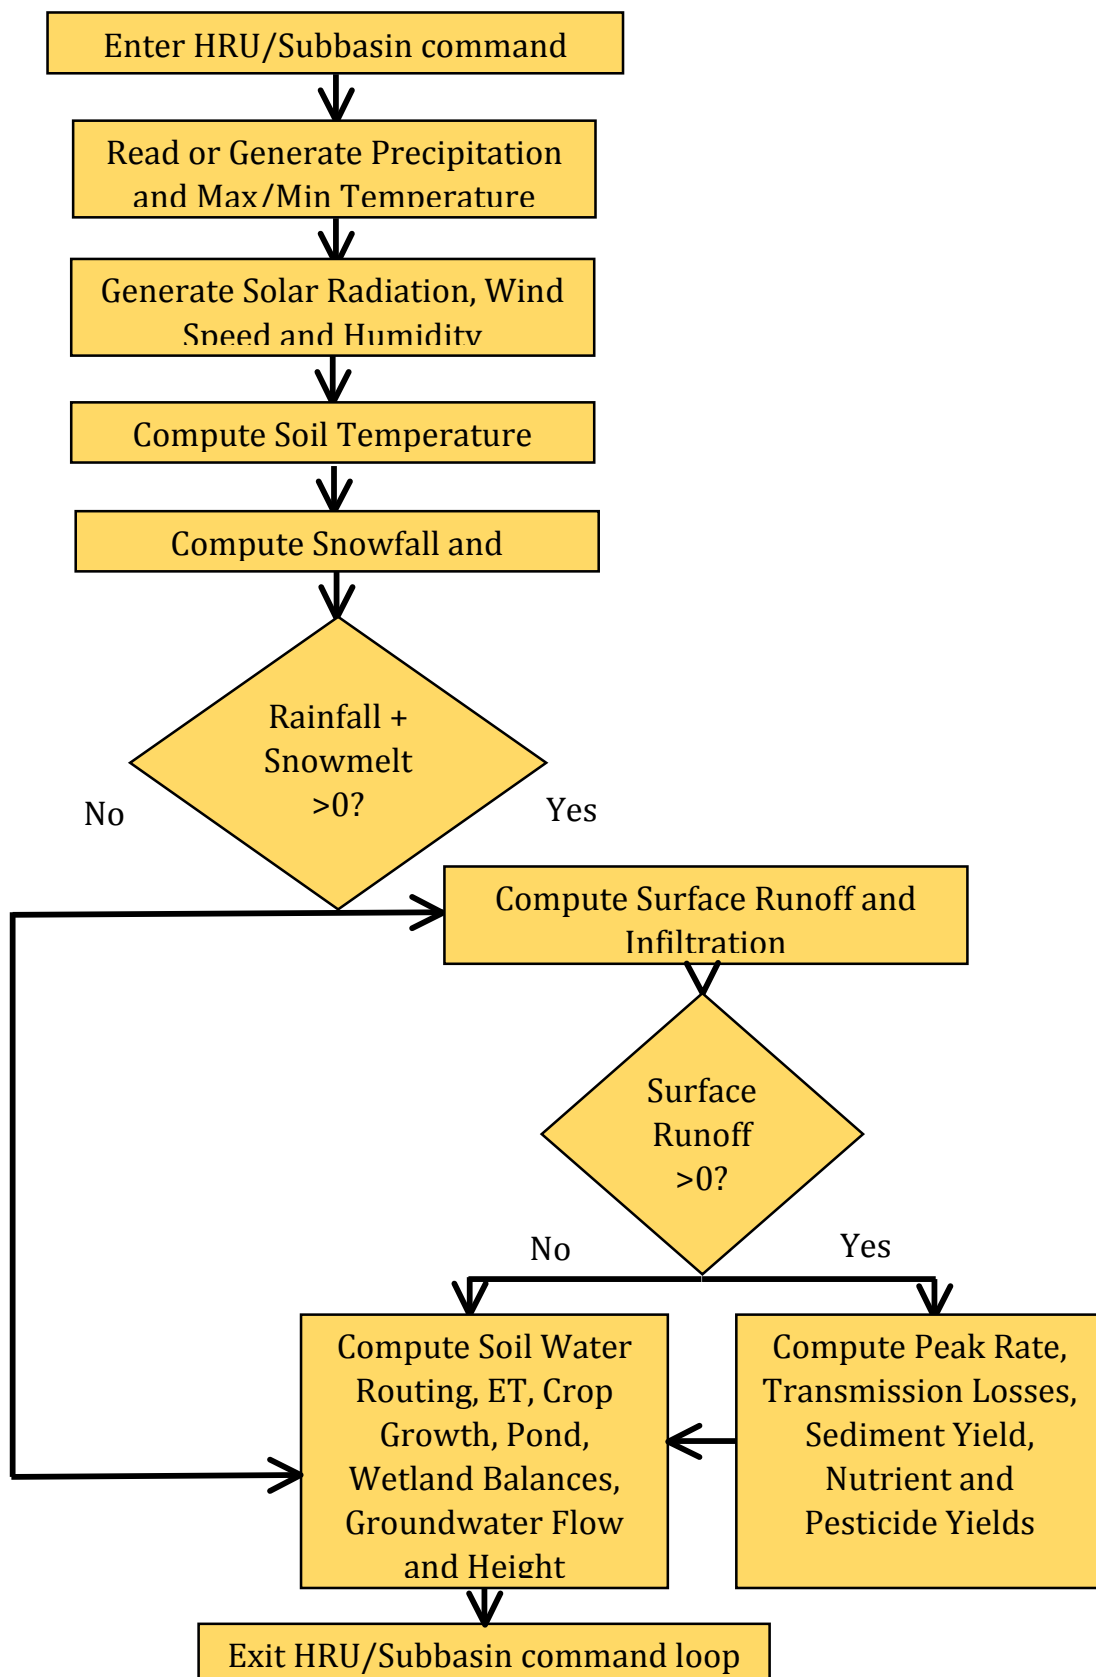 Enter HRU/Subbasin command
Read or Generate Precipitation
and Max/Min Temperature
Generate Solar Radiation, Wind
Speed and Humidity
Compute Soil Temperature
Compute Snowfall and
Rainfall +
Snowmelt
>0?
No
Yes
Compute Surface Runoff and
Infiltration
Surface
Runoff
>0?
No
Yes
Compute Soil Water
Routing, ET, Crop
Growth, Pond,
Wetland Balances,
Groundwater Flow
and Height
Compute Peak Rate,
Transmission Losses,
Sediment Yield,
Nutrient and
Pesticide Yields
Exit HRU/Subbasin command loop